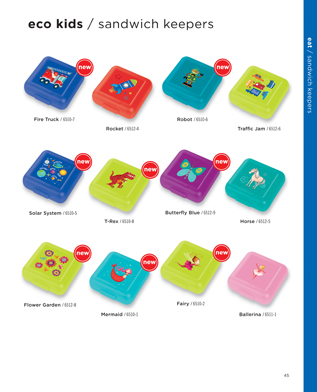 eco kids / sandwich keepers
eat / sandwich keepers
new
new
Fire Truck / 6510-7
Rocket / 6512-4
Robot / 6510-6
Traffic Jam / 6512-6
new
new
new
Solar System / 6510-5
T-Rex / 6510-8
Butterfly Blue / 6512-9
Horse / 6512-5
new
new
new
Flower Garden / 6512-8
Mermaid / 6510-3
Fairy / 6510-2
Ballerina / 6511-1
45